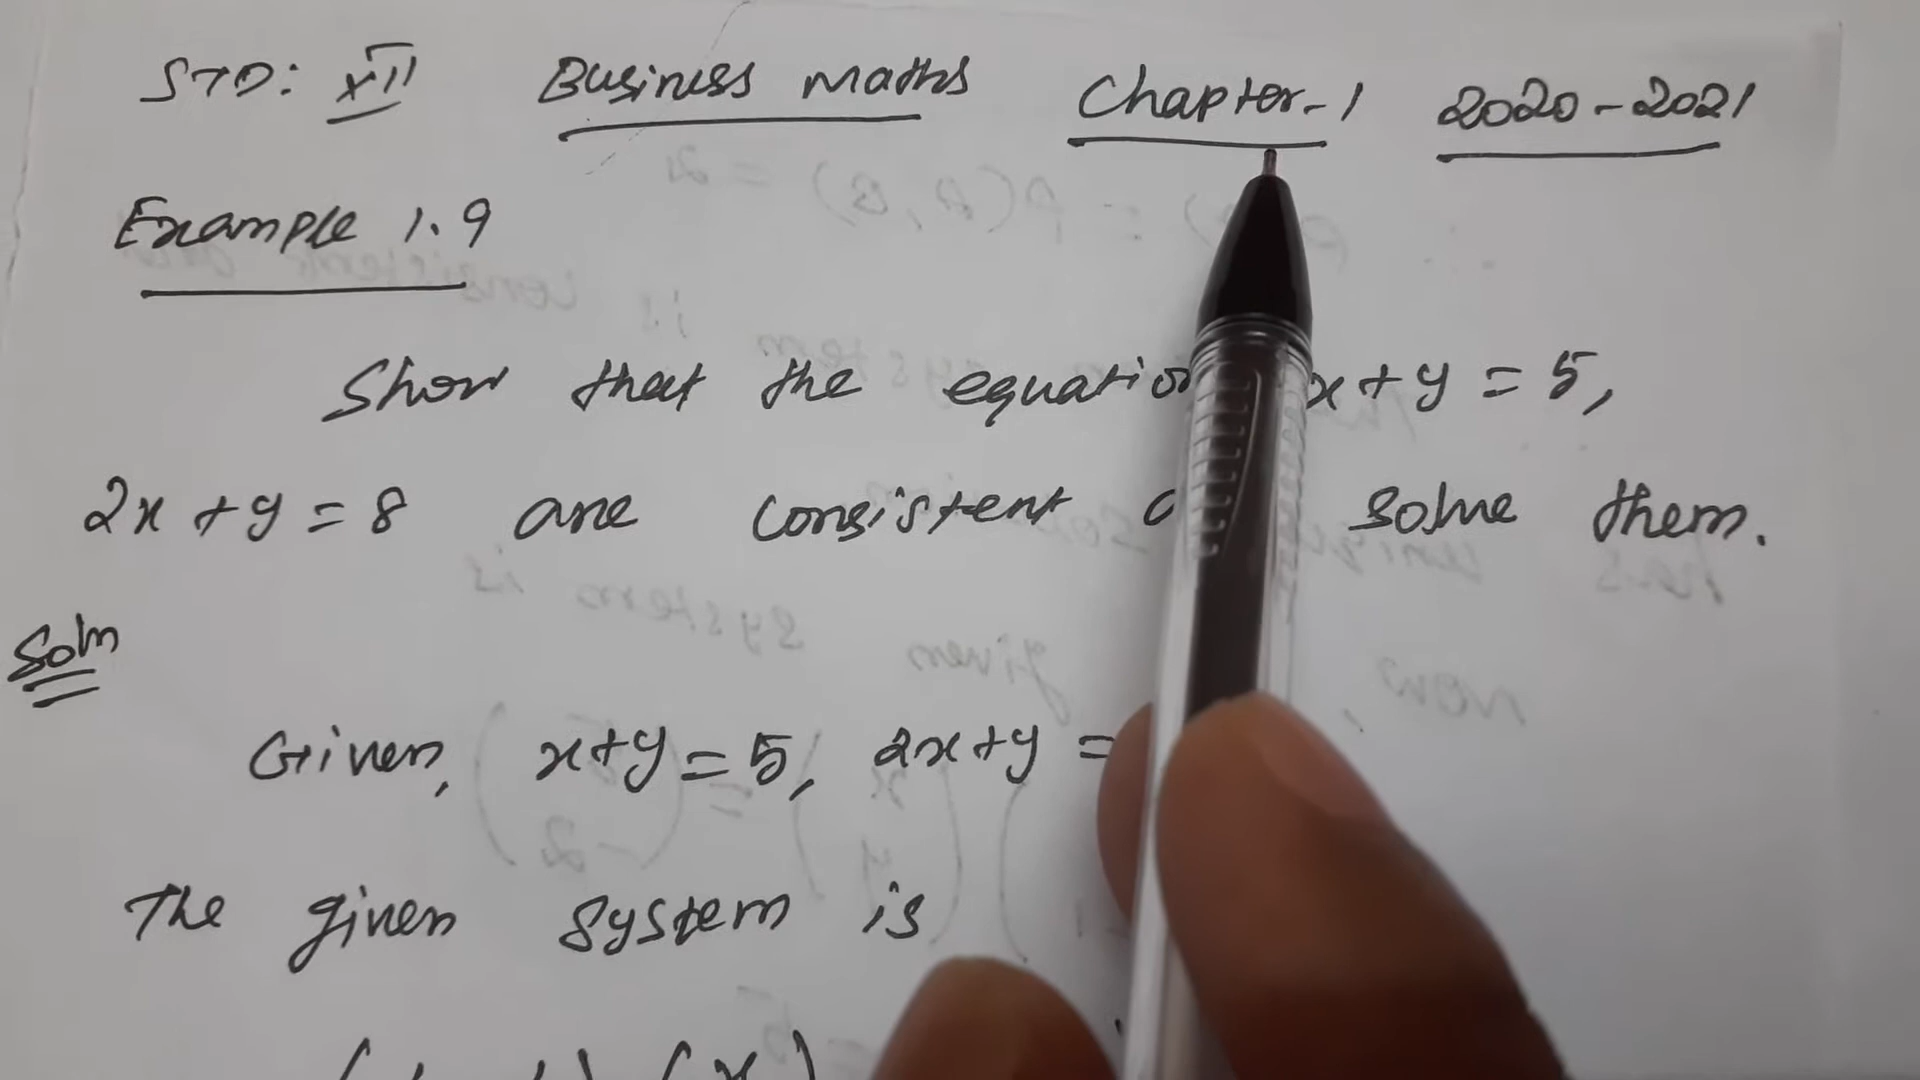 STD: XII Business Maths Chapter-1 2020-2021
Example 1.9
Show that the equation x+y=5,
2x+y=8 are consistent solve them.
Soln
Given, x+y=5, 2x+y=
The given system is